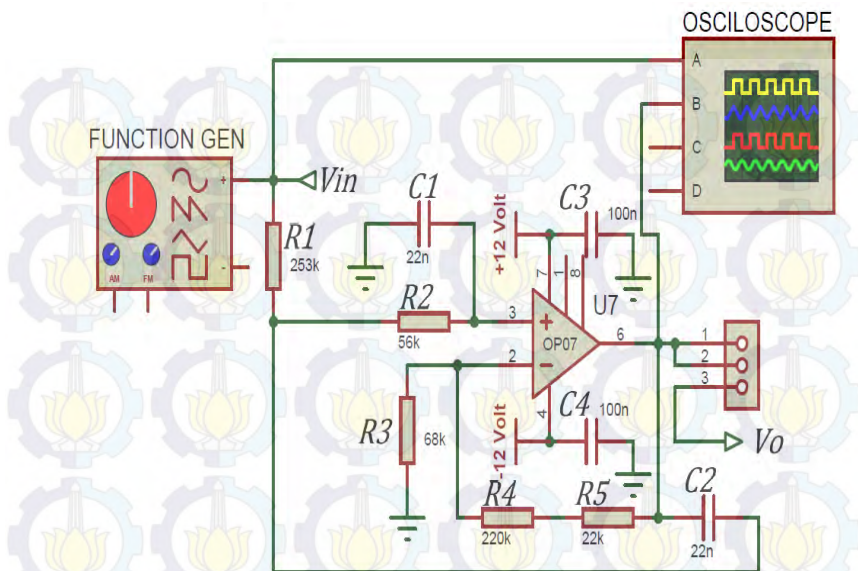 OSCILOSCOPE
A
B
C
D
FUNCTION GEN
+
-
AM
FM
Vin
R1
253k
C1
22n
R2
56k
+12 Volt
C3
100n
7
1
8
U7
3
+
OP07
6
2
−
4
1
2
3
Vo
R3
68k
-12 Volt
C4
100n
R4
220k
R5
22k
C2
22n